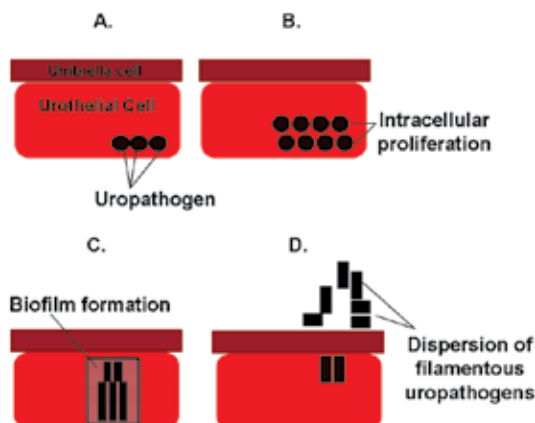 A.
B.
Umbrella cell
Urothelial Cell
Intracellular
proliferation
Uropathogen
C.
D.
Biofilm formation
Dispersion of
filamentous
uropathogens